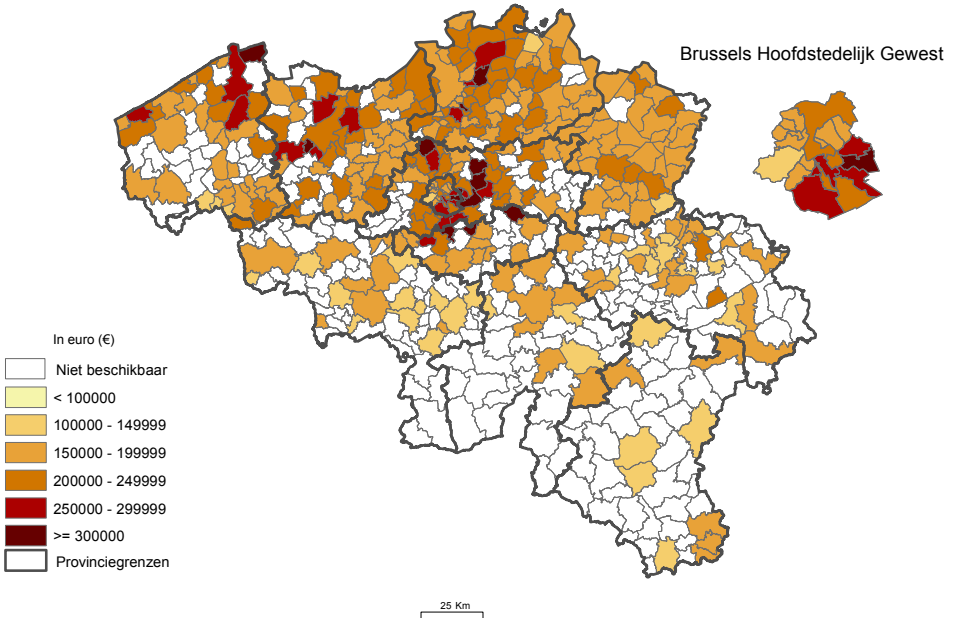 Brussels Hoofdstedelijk Gewest
In euro (€)
Niet beschikbaar
< 100000
100000 - 149999
150000 - 199999
200000 - 249999
250000 - 299999
>= 300000
Provinciegrenzen
25 Km